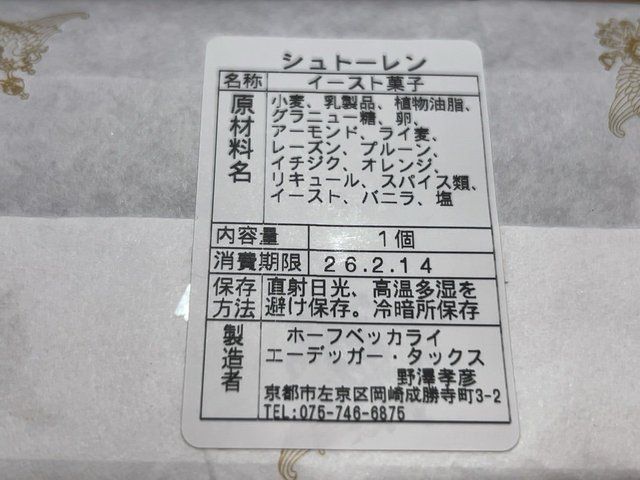 シュトーレン
名称 イースト菓子
原材料名 小麦、乳製品、植物油脂、
グラニュー糖、卵、
アーモンド、ライ麦、
レーズン、プルーン、
イチジク、オレンジ、
リキュール、スパイス類、
イースト、バニラ、塩
内容量 1個
消費期限 26.2.14
保存方法 直射日光、高温多湿を
避け保存。冷暗所保存
製造者 ホーフベッカライ
エーデッガー・タックス
野澤孝彦
京都市左京区岡崎成勝寺町3-2
TEL:075-746-6875